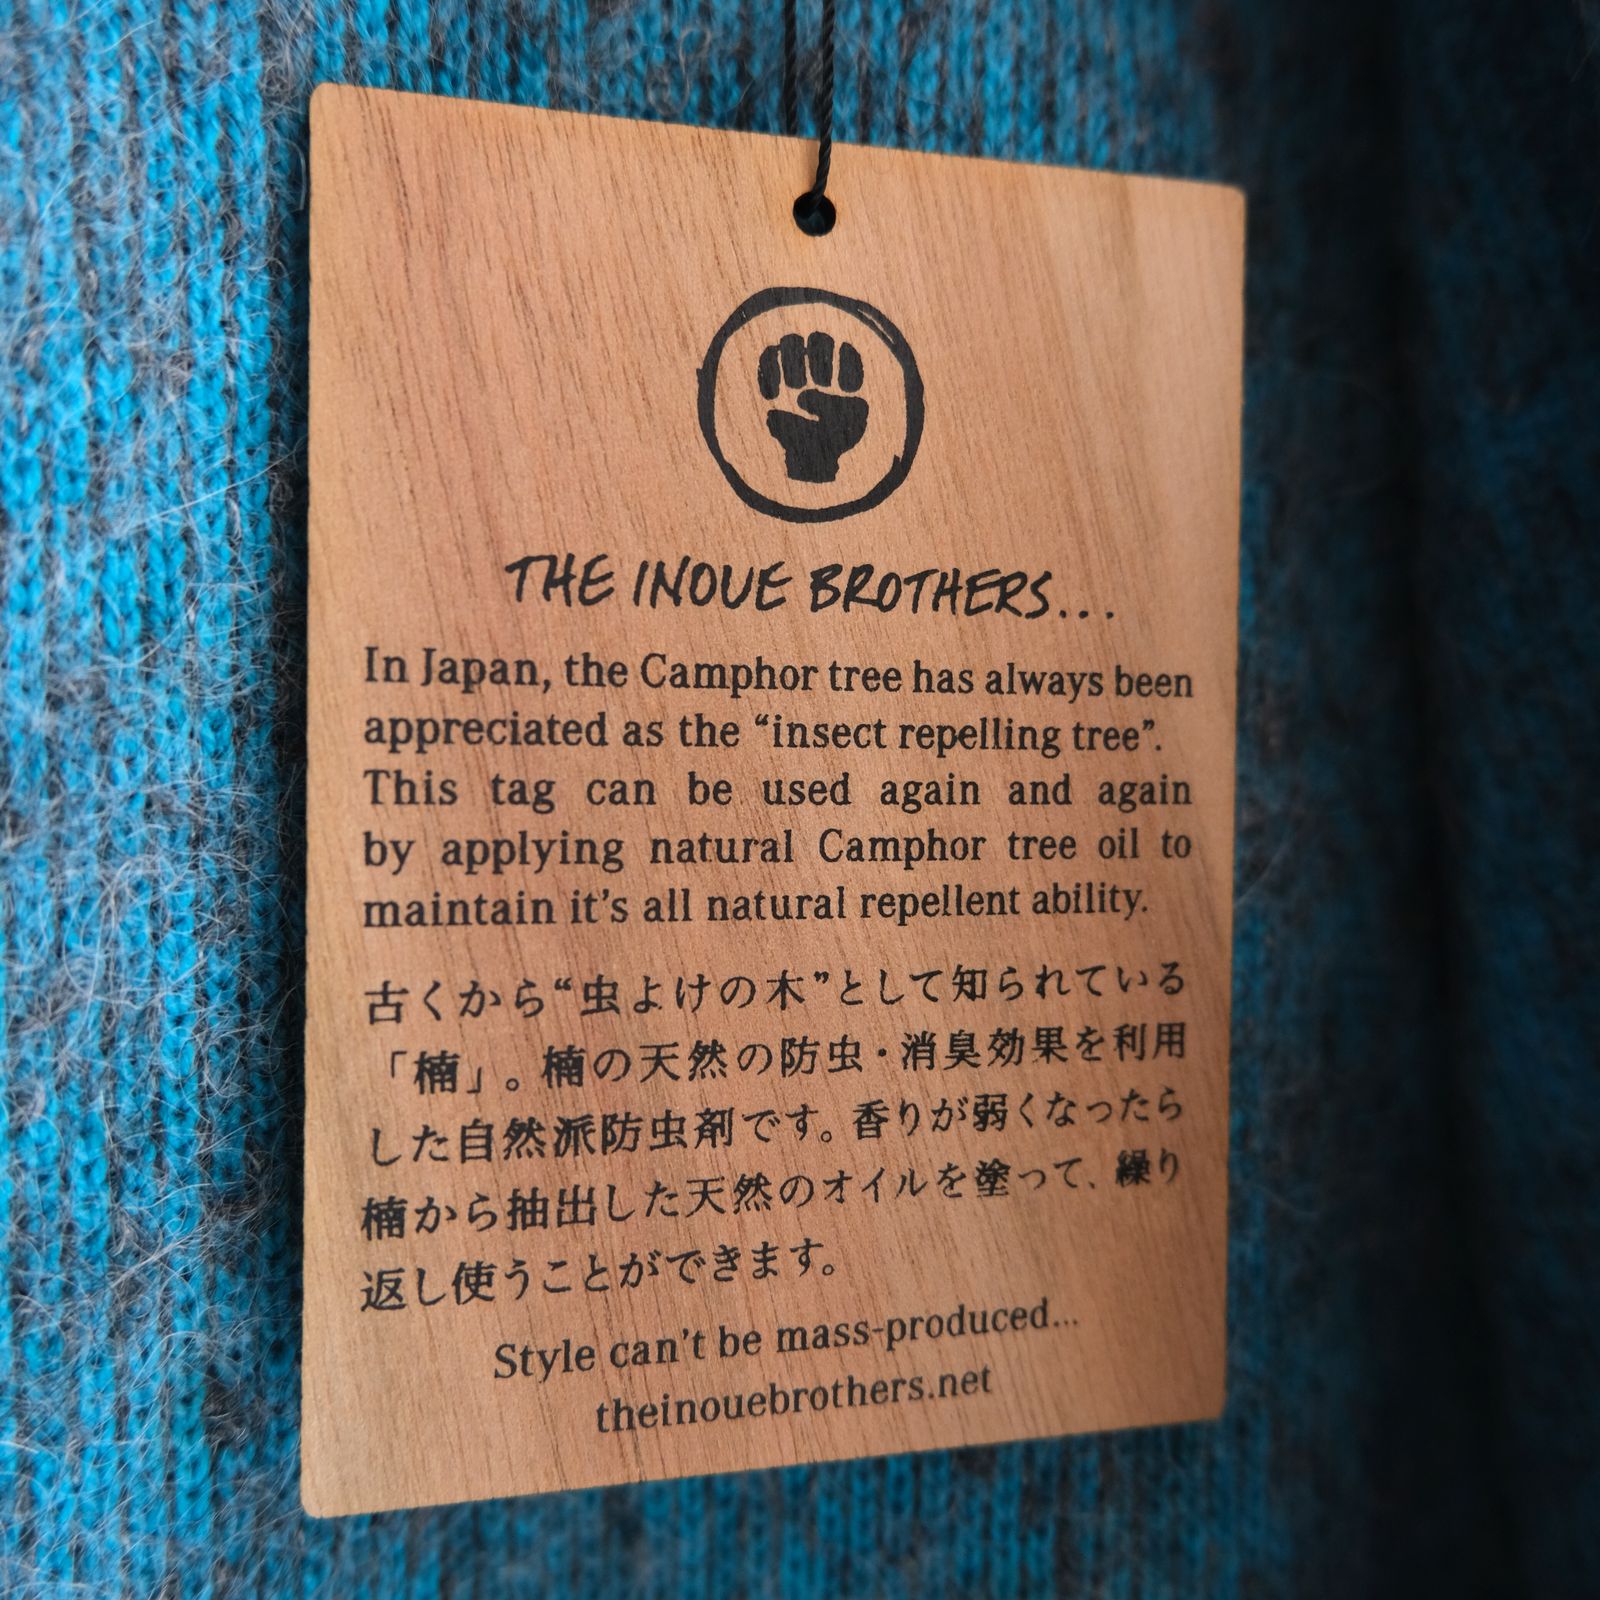 THE INOUE BROTHERS...
In Japan, the Camphor tree has always been
appreciated as the “insect repelling tree”.
This tag can be used again and again
by applying natural Camphor tree oil to
maintain it’s all natural repellent ability.
古くから“虫よけの木”として知られている
「楠」。楠の天然の防虫・消臭効果を利用
した自然派防虫剤です。香りが弱くなったら
楠から抽出した天然のオイルを塗って、繰り
返し使うことができます。
Style can’t be mass-produced...
theinouebrothers.net